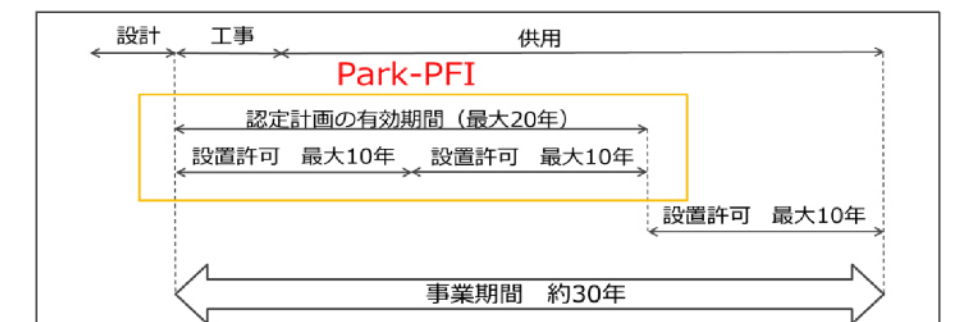 設計 工事 供用
Park-PFI
認定計画の有効期間（最大20年）
設置許可　最大10年 設置許可　最大10年
設置許可　最大10年
事業期間　約30年